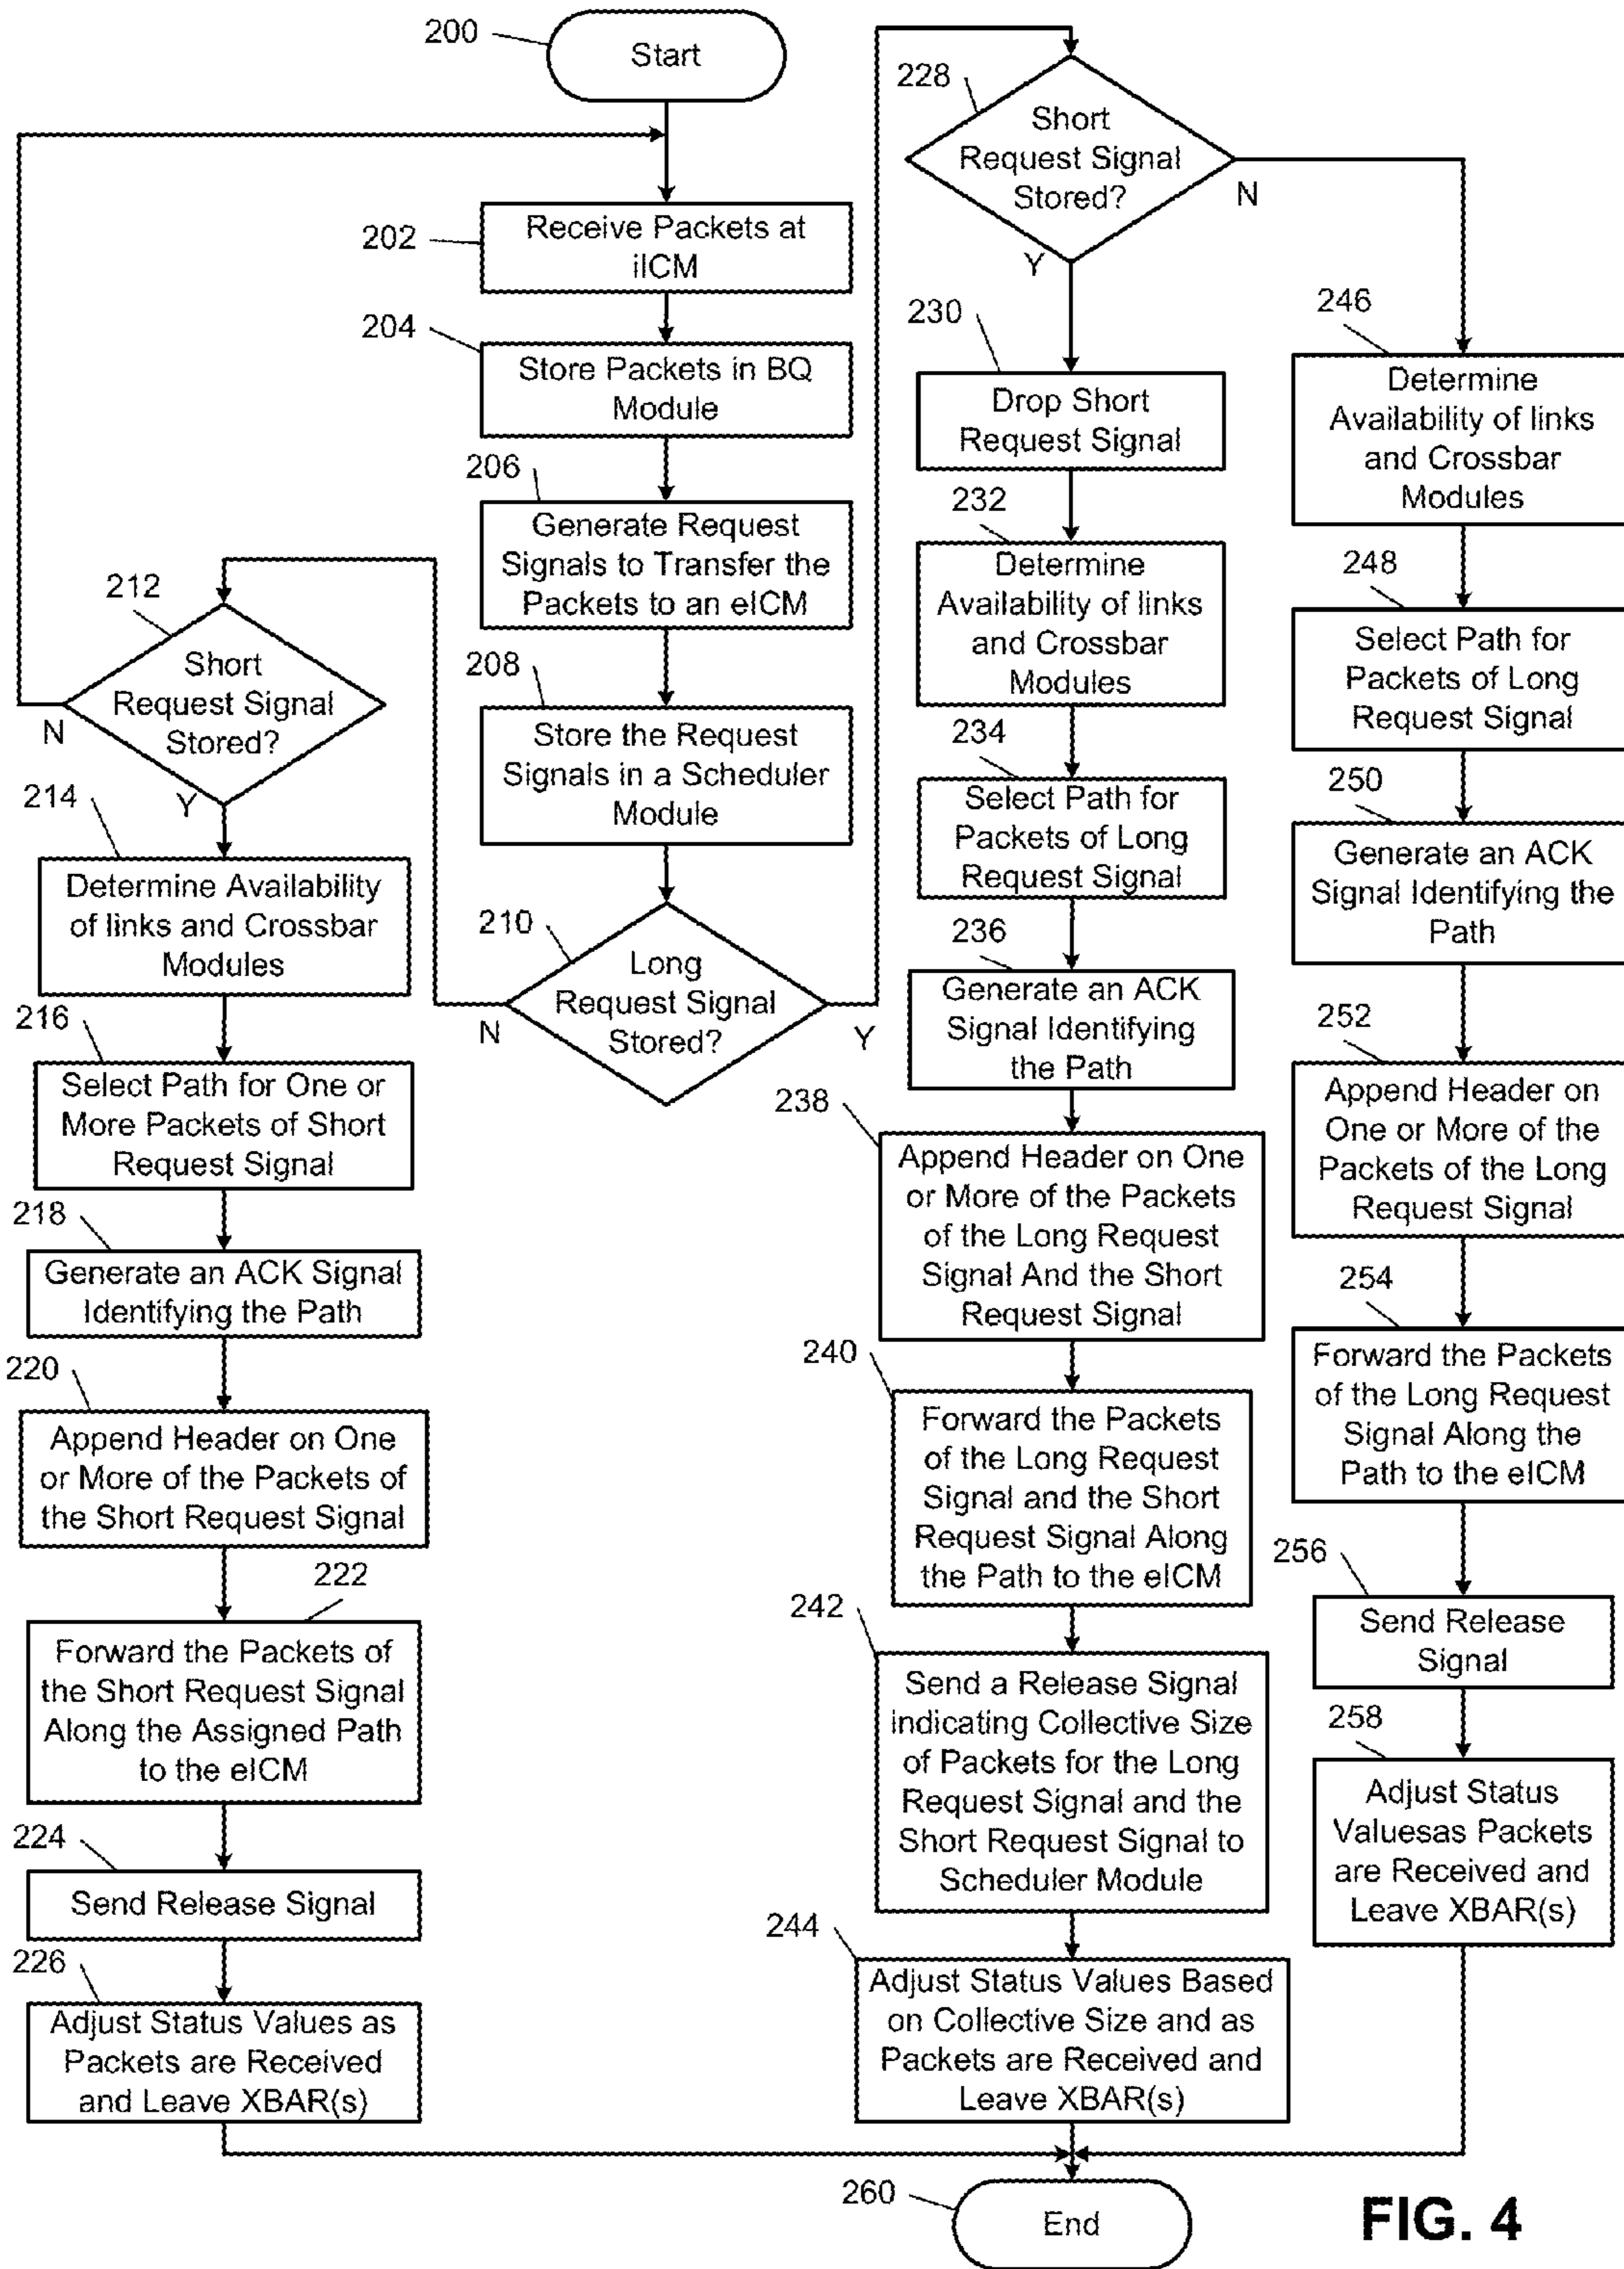 200
Start
202
Receive Packets at
iICM
204
Store Packets in BQ
Module
206
Generate Request
Signals to Transfer the
Packets to an eICM
208
Store the Request
Signals in a Scheduler
Module
210
Long
Request Signal
Stored?
N
Y
212
Short
Request Signal
Stored?
N
Y
214
Determine Availability
of links and Crossbar
Modules
216
Select Path for One or
More Packets of Short
Request Signal
218
Generate an ACK Signal
Identifying the Path
220
Append Header on One
or More of the Packets of
the Short Request Signal
222
Forward the Packets of
the Short Request Signal
Along the Assigned Path
to the eICM
224
Send Release Signal
226
Adjust Status Values as
Packets are Received
and Leave XBAR(s)
228
Short
Request Signal
Stored?
N
Y
230
Drop Short
Request Signal
232
Determine
Availability of links
and Crossbar
Modules
234
Select Path for
Packets of Long
Request Signal
236
Generate an ACK
Signal Identifying
the Path
238
Append Header on One
or More of the Packets
of the Long Request
Signal And the Short
Request Signal
240
Forward the Packets
of the Long Request
Signal and the Short
Request Signal Along
the Path to the eICM
242
Send a Release Signal
indicating Collective Size
of Packets for the Long
Request Signal and the
Short Request Signal to
Scheduler Module
244
Adjust Status Values Based
on Collective Size and as
Packets are Received and
Leave XBAR(s)
246
Determine
Availability of links
and Crossbar
Modules
248
Select Path for
Packets of Long
Request Signal
250
Generate an ACK
Signal Identifying the
Path
252
Append Header on
One or More of the
Packets of the Long
Request Signal
254
Forward the Packets
of the Long Request
Signal Along the
Path to the eICM
256
Send Release
Signal
258
Adjust Status
Valuesas Packets
are Received and
Leave XBAR(s)
260
End
FIG. 4